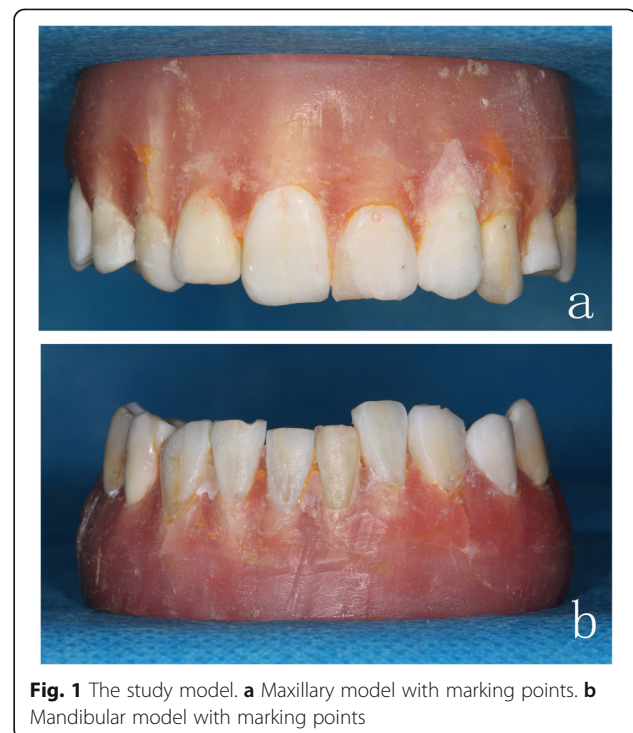 a
b
Fig. 1 The study model. a Maxillary model with marking points. b
Mandibular model with marking points